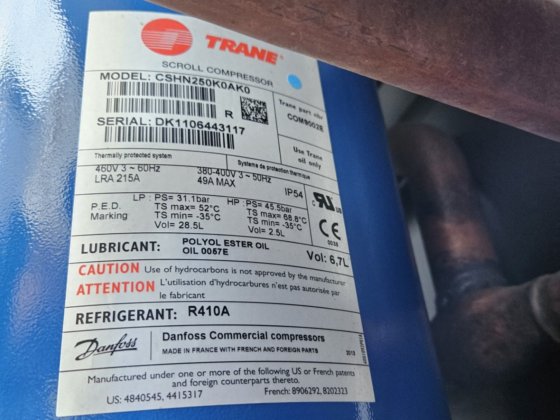 TRANE
SCROLL COMPRESSOR
MODEL: CSHN250K0AK0
R
Trane part nbr
SERIAL: DK1106443117
Use Trane
oil only
Thermally protected system
Système de protection thermique
460V 3 ~ 60Hz
380-400V 3 ~ 50Hz
LRA 215A
49A MAX
IP54
P.E.D.
Marking
LP : PS= 31.1bar
TS max= 52°C
TS min= -35°C
Vol= 28.5L
HP : PS= 45.5bar
TS max= 68.8°C
TS min= -35°C
Vol= 2.5L
LUBRICANT: POLYOL ESTER OIL
OIL 0057E
Vol: 6,7L
CAUTION Use of hydrocarbons is not approved by the manufacturer
ATTENTION L'utilisation d'hydrocarbures n'est pas autorisée par
le fabricant
REFRIGERANT: R410A
Danfoss
Danfoss Commercial compressors
MADE IN FRANCE WITH FRENCH AND FOREIGN PARTS
Manufactured under one or more of the following US or French patents
and foreign counterparts thereto.
US: 4840545, 4415317
French: 8906292, 8202323